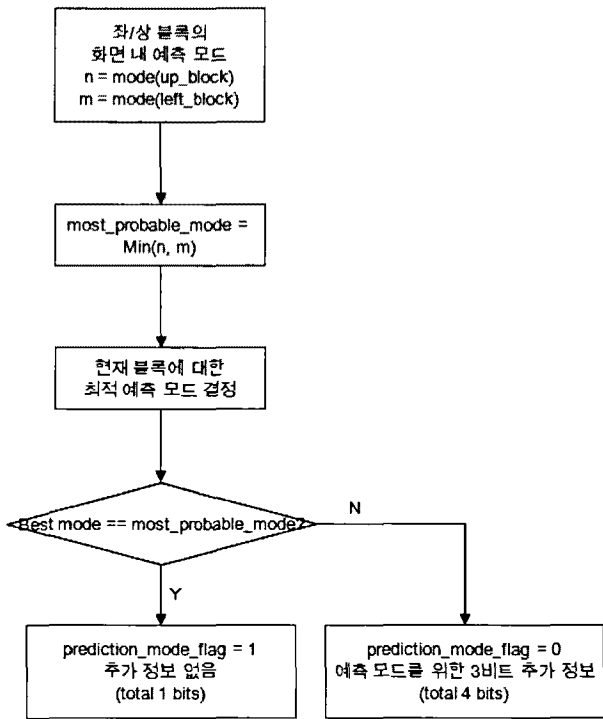 좌/상 블록의
화면 내 예측 모드
n = mode(up_block)
m = mode(left_block)
most_probable_mode =
Min(n, m)
현재 블록에 대한
최적 예측 모드 결정
Best mode == most_probable_mode?
N
Y
prediction_mode_flag = 1
추가 정보 없음
(total 1 bits)
prediction_mode_flag = 0
예측 모드를 위한 3비트 추가 정보
(total 4 bits)